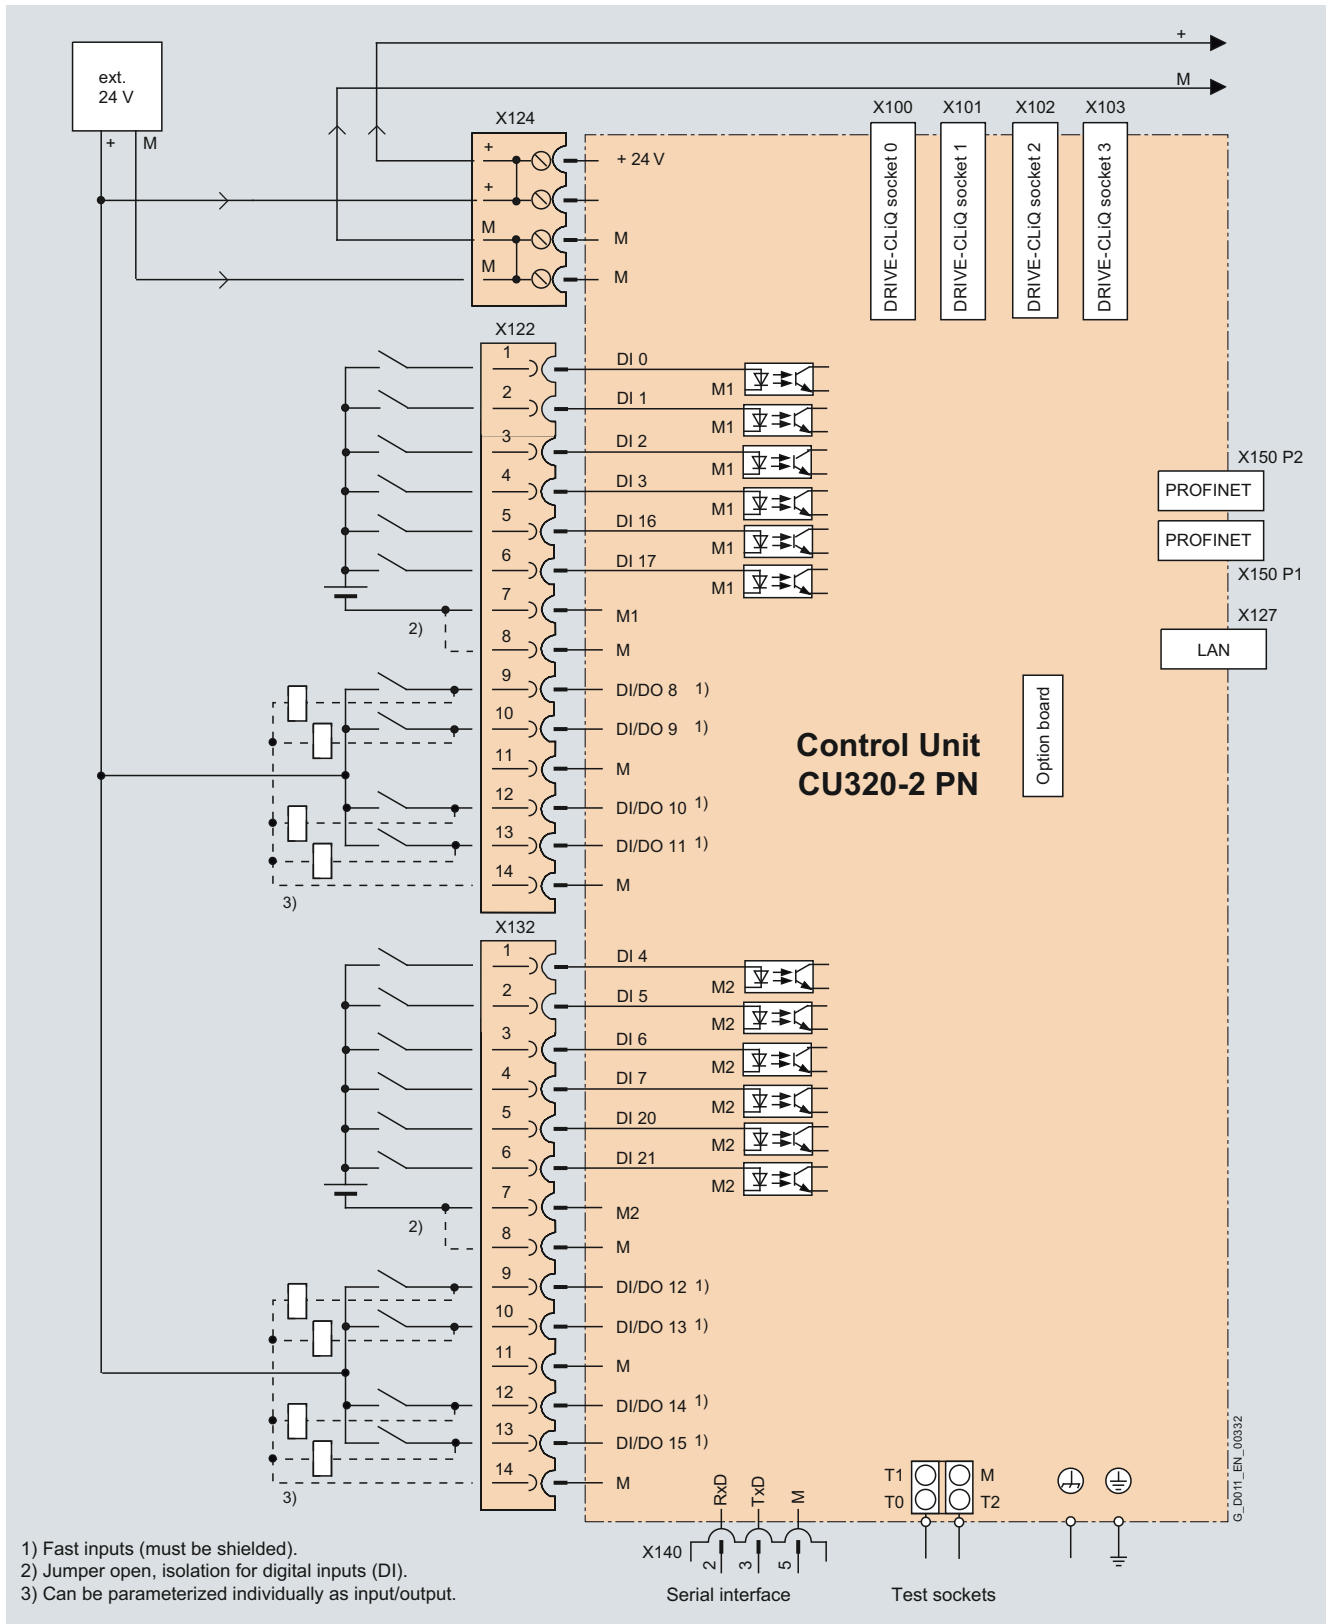 ext.
24 V
+ M
+
M
X124
+
+
M
M
+ 24 V
M
M
X100 X101 X102 X103
DRIVE-CLiQ socket 0
DRIVE-CLiQ socket 1
DRIVE-CLiQ socket 2
DRIVE-CLiQ socket 3
X122
1 DI 0 M1
2 DI 1 M1
3 DI 2 M1
4 DI 3 M1
5 DI 16 M1
6 DI 17 M1
7 M1
2)
8 M
9 DI/DO 8 1)
10 DI/DO 9 1)
11 M
12 DI/DO 10 1)
13 DI/DO 11 1)
14 M
3)
X150 P2
PROFINET
PROFINET
X150 P1
X127
LAN
Option board
Control Unit
CU320-2 PN
X132
1 DI 4 M2
2 DI 5 M2
3 DI 6 M2
4 DI 7 M2
5 DI 20 M2
6 DI 21 M2
7 M2
2)
8 M
9 DI/DO 12 1)
10 DI/DO 13 1)
11 M
12 DI/DO 14 1)
13 DI/DO 15 1)
14 M
3)
RxD TxD M
X140
2 3 5
Serial interface
T1 M
T0 T2
Test sockets
G_D011_EN_00332
1) Fast inputs (must be shielded).
2) Jumper open, isolation for digital inputs (DI).
3) Can be parameterized individually as input/output.